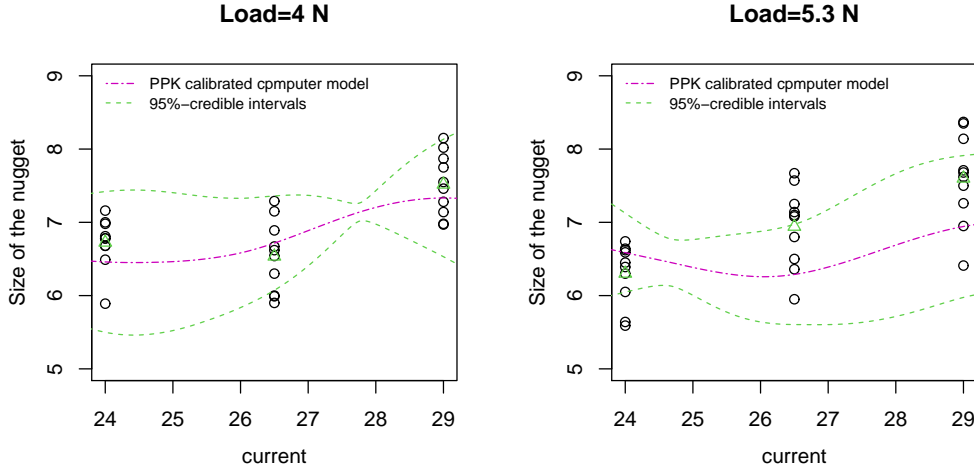 Load=4 N
PPK calibrated cpmputer model
95%-credible intervals
9
8
7
6
5
Size of the nugget
24 25 26 27 28 29
current
Load=5.3 N
PPK calibrated cpmputer model
95%-credible intervals
9
8
7
6
5
Size of the nugget
24 25 26 27 28 29
current